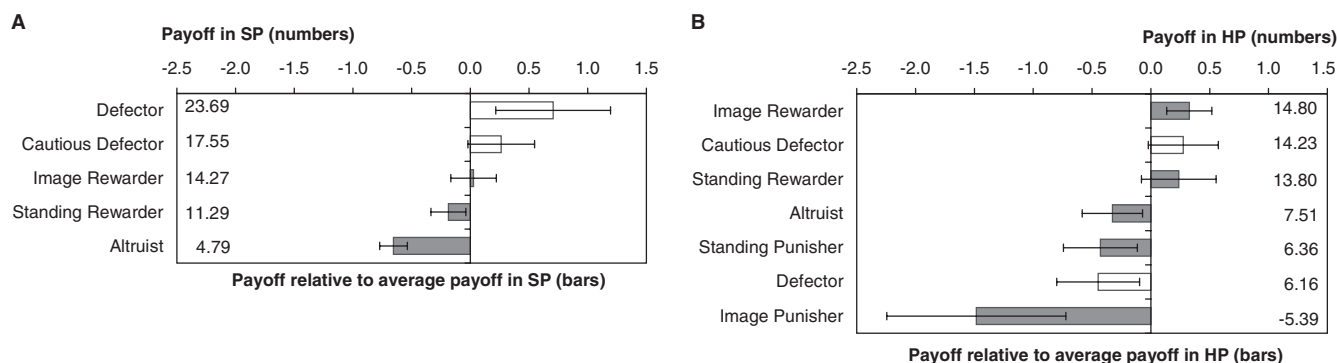 A
Payoff in SP (numbers)
-2.5 -2.0 -1.5 -1.0 -0.5 0.0 0.5 1.0 1.5
Defector 23.69
Cautious Defector 17.55
Image Rewarder 14.27
Standing Rewarder 11.29
Altruist 4.79
Payoff relative to average payoff in SP (bars)
B
Payoff in HP (numbers)
-2.5 -2.0 -1.5 -1.0 -0.5 0.0 0.5 1.0 1.5
Image Rewarder 14.80
Cautious Defector 14.23
Standing Rewarder 13.80
Altruist 7.51
Standing Punisher 6.36
Defector 6.16
Image Punisher -5.39
Payoff relative to average payoff in HP (bars)